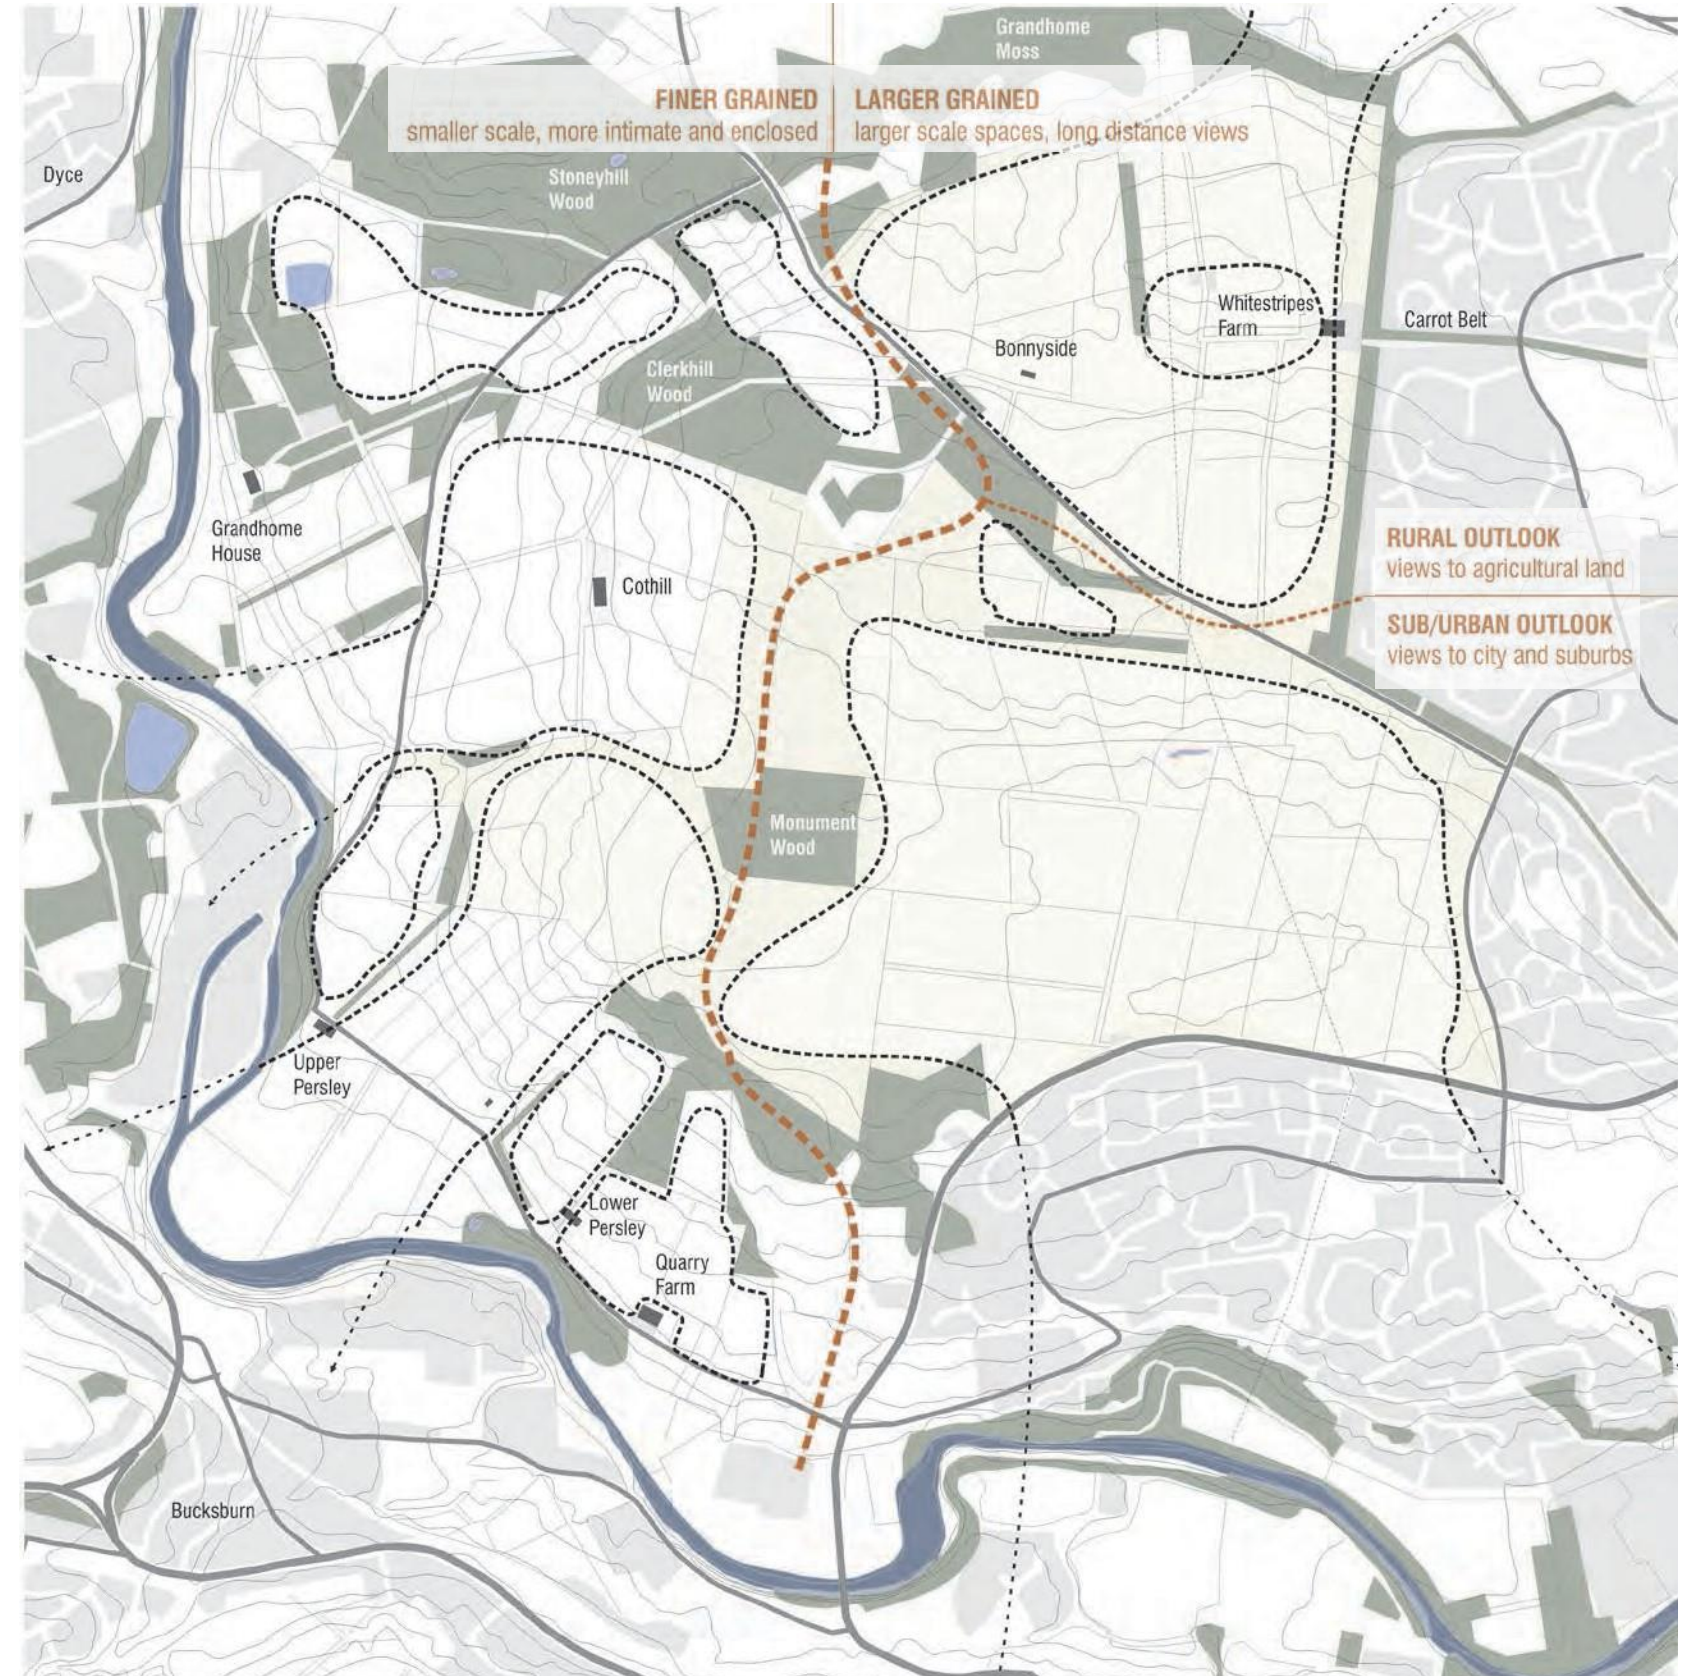 Grandhome
Moss
FINER GRAINED
smaller scale, more intimate and enclosed
LARGER GRAINED
larger scale spaces, long distance views
Dyce
Stoneyhill
Wood
Whitestripes
Farm
Carrot Belt
Bonnyside
Clerkhill
Wood
Grandhome
House
RURAL OUTLOOK
views to agricultural land
Cothill
SUB/URBAN OUTLOOK
views to city and suburbs
Monument
Wood
Upper
Persley
Lower
Persley
Quarry
Farm
Bucksburn